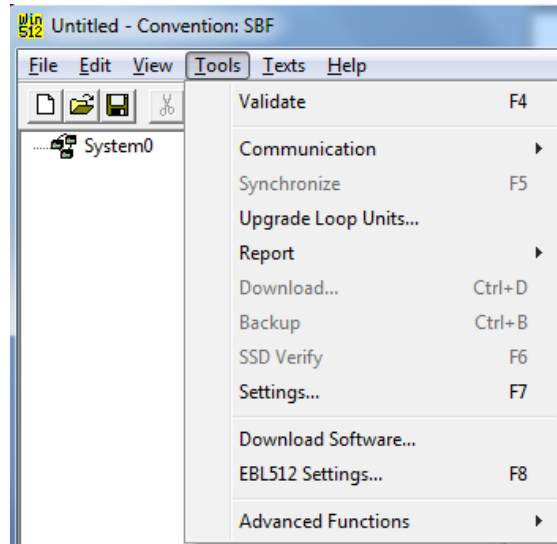 Win
512 Untitled - Convention: SBF
File Edit View Tools Texts Help
System0
Validate F4
Communication
Synchronize F5
Upgrade Loop Units...
Report
Download... Ctrl+D
Backup Ctrl+B
SSD Verify F6
Settings... F7
Download Software...
EBL512 Settings... F8
Advanced Functions